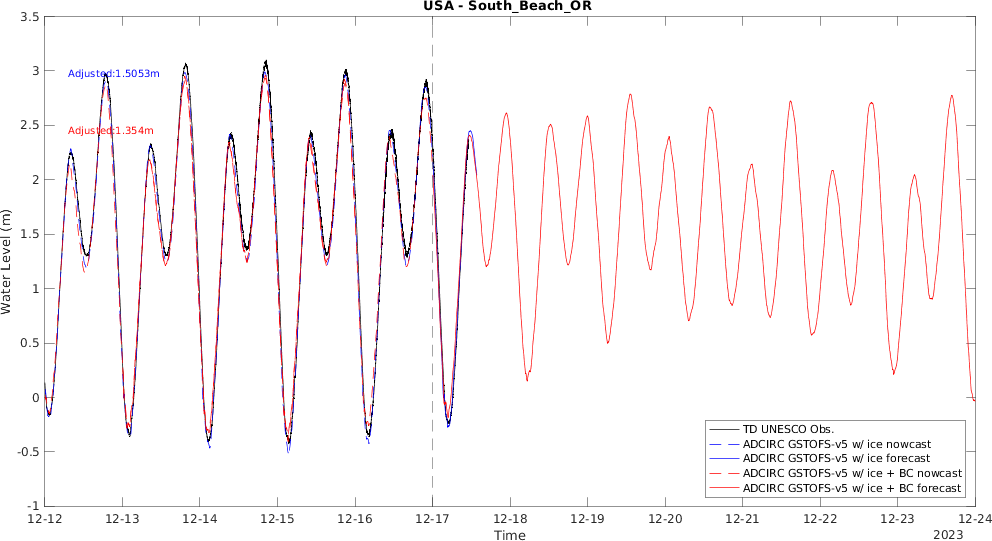 USA - South_Beach_OR
3.5
3
2.5
2
1.5
1
0.5
0
-0.5
-1
Water Level (m)
Adjusted:1.5053m
Adjusted:1.354m
TD UNESCO Obs.
ADCIRC GSTOFS-v5 w/ ice nowcast
ADCIRC GSTOFS-v5 w/ ice forecast
ADCIRC GSTOFS-v5 w/ ice + BC nowcast
ADCIRC GSTOFS-v5 w/ ice + BC forecast
12-12 12-13 12-14 12-15 12-16 12-17 12-18 12-19 12-20 12-21 12-22 12-23 12-24
Time
2023